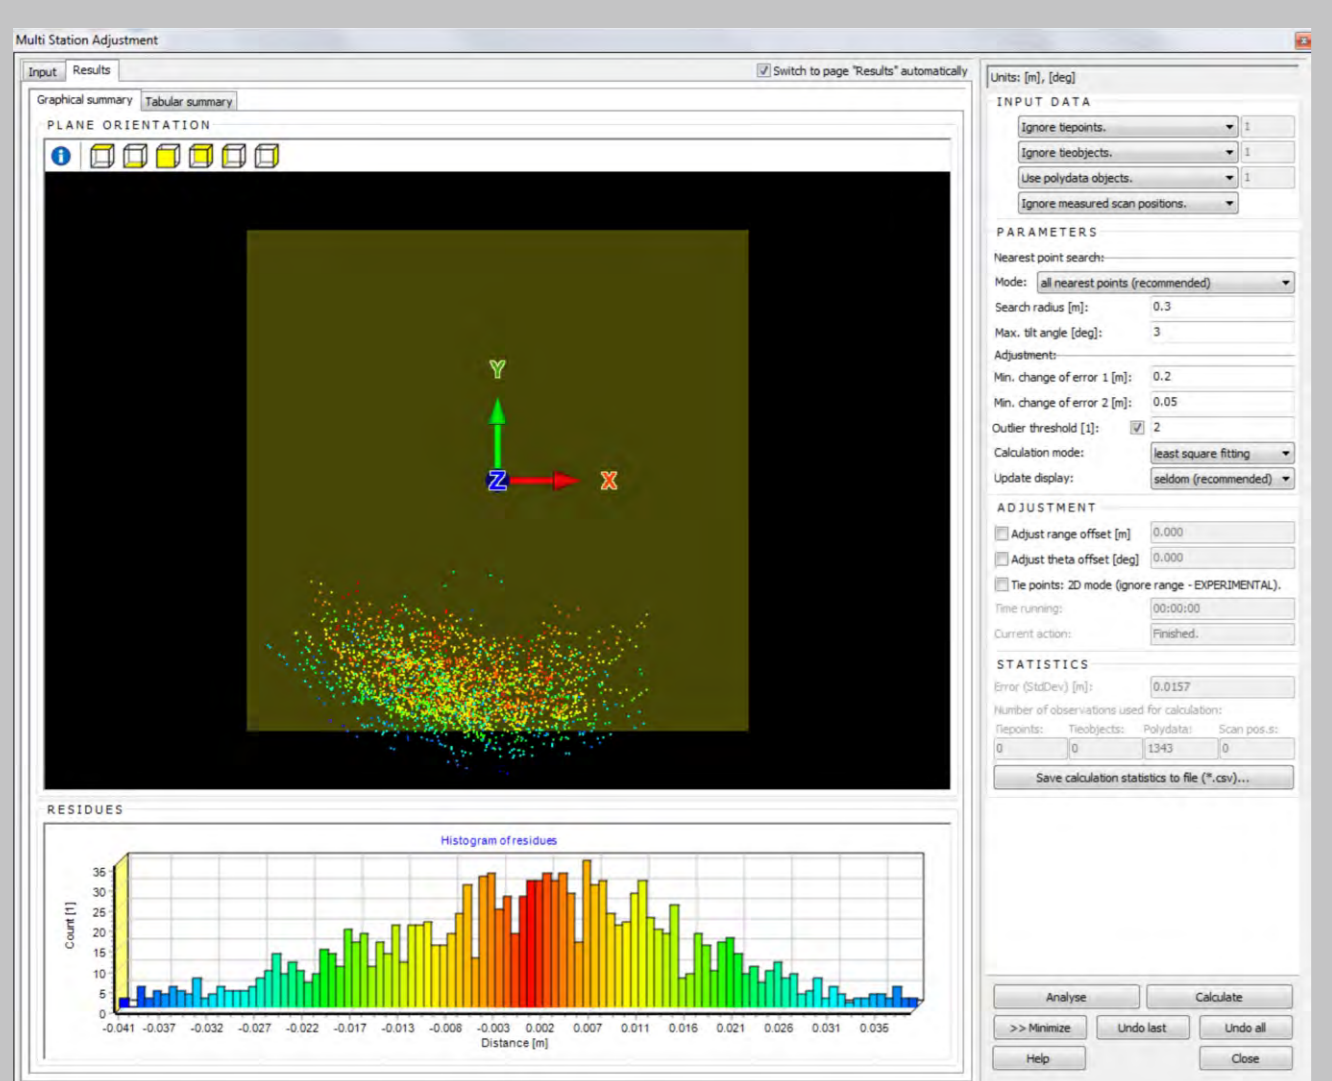 Multi Station Adjustment
Input Results
Switch to page "Results" automatically
Graphical summary Tabular summary
PLANE ORIENTATION
i
Y
Z X
RESIDUES
Histogram of residues
Count [1]
35
30
25
20
15
10
5
0
-0.041 -0.037 -0.032 -0.027 -0.022 -0.017 -0.013 -0.008 -0.003 0.002 0.007 0.011 0.016 0.021 0.026 0.031 0.036
Distance [m]
Units: [m], [deg]
INPUT DATA
Ignore tiepoints. 1
Ignore tieobjects. 1
Use polydata objects. 1
Ignore measured scan positions.
PARAMETERS
Nearest point search:
Mode: all nearest points (recommended)
Search radius [m]: 0.3
Max. tilt angle [deg]: 3
Adjustment:
Min. change of error 1 [m]: 0.2
Min. change of error 2 [m]: 0.05
Outlier threshold [1]: 2
Calculation mode: least square fitting
Update display: seldom (recommended)
ADJUSTMENT
Adjust range offset [m] 0.000
Adjust theta offset [deg] 0.000
Tie points: 2D mode (ignore range - EXPERIMENTAL).
Time running: 00:00:00
Current action: Finished.
STATISTICS
Error (StdDev) [m]: 0.0157
Number of observations used for calculation:
Tiepoints: Tieobjects: Polydata: Scan pos.s:
0 0 1343 0
Save calculation statistics to file (*.csv)...
Analyse Calculate
>> Minimize Undo last Undo all
Help Close